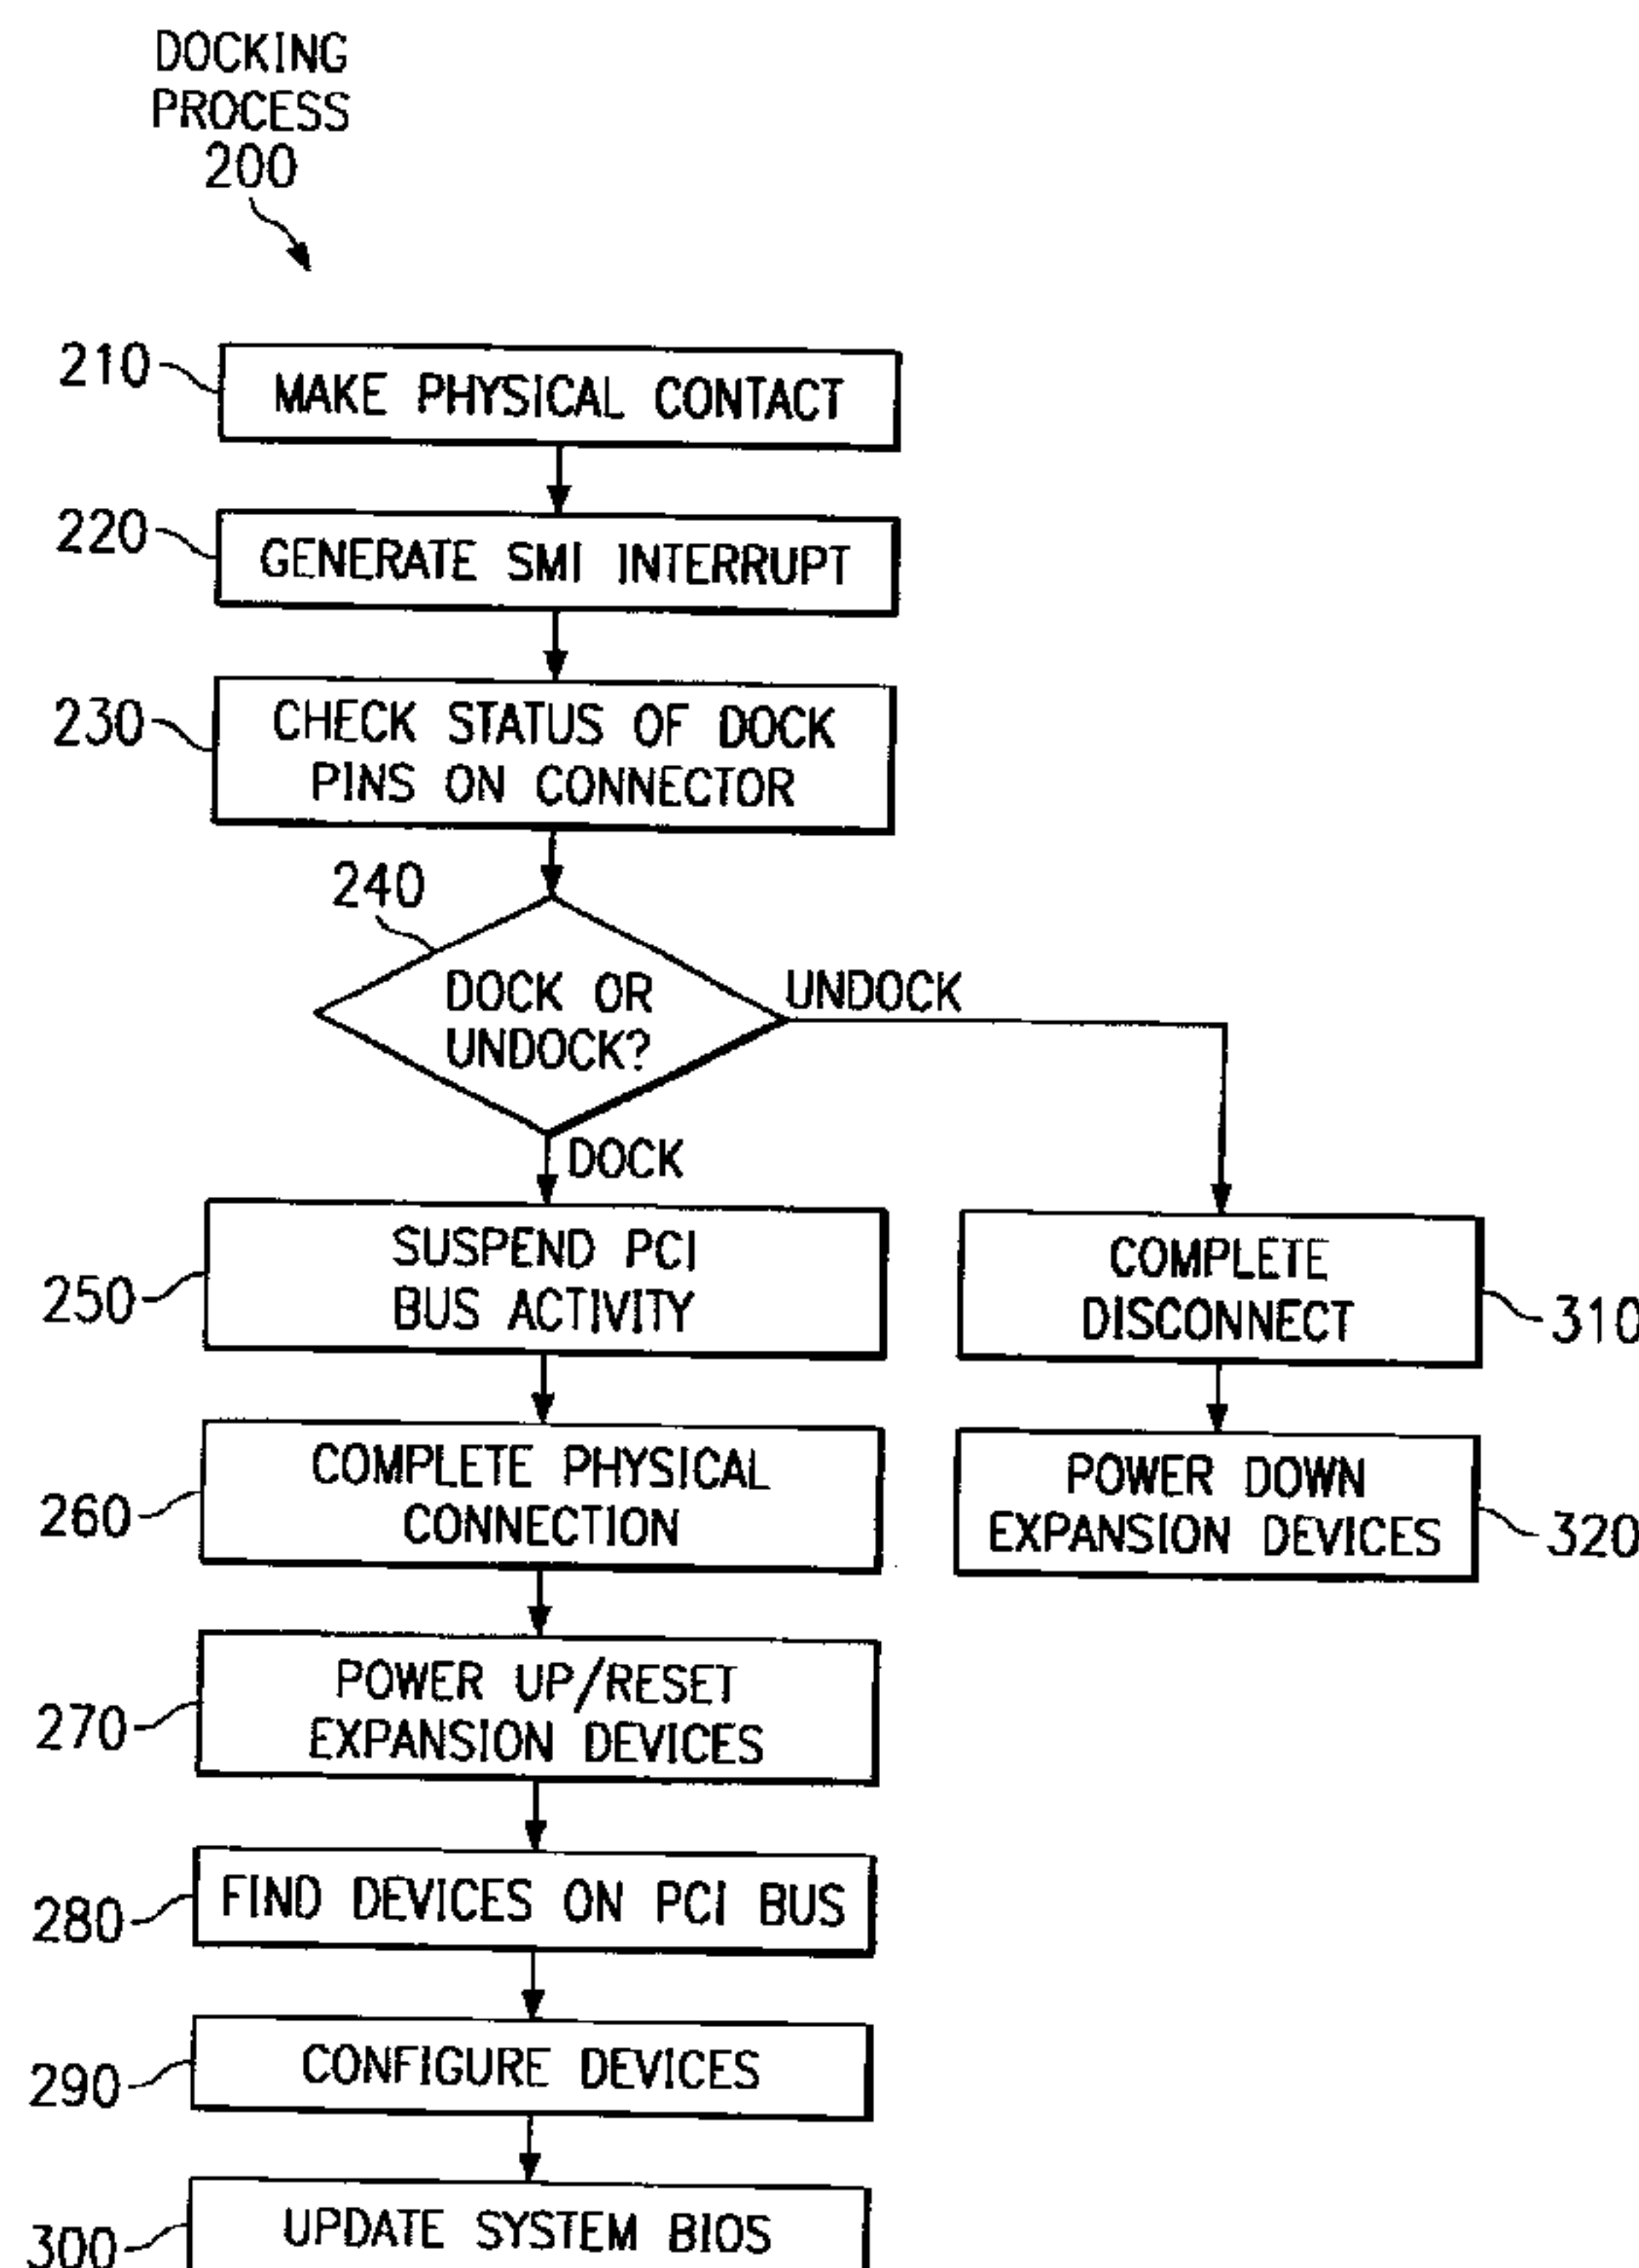 DOCKING
PROCESS
200
210
MAKE PHYSICAL CONTACT
220
GENERATE SMI INTERRUPT
230
CHECK STATUS OF DOCK
PINS ON CONNECTOR
240
DOCK OR
UNDOCK?
UNDOCK
DOCK
250
SUSPEND PCI
BUS ACTIVITY
COMPLETE
DISCONNECT
310
260
COMPLETE PHYSICAL
CONNECTION
POWER DOWN
EXPANSION DEVICES
320
270
POWER UP/RESET
EXPANSION DEVICES
280
FIND DEVICES ON PCI BUS
290
CONFIGURE DEVICES
300
UPDATE SYSTEM BIOS